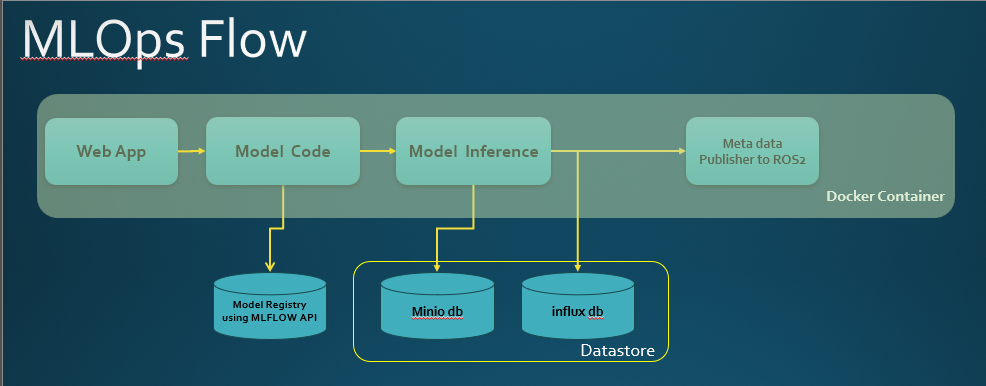 MLOps Flow
Web App
Model Code
Model Inference
Meta data
Publisher to ROS2
Docker Container
Model Registry
using MLFLOW API
Minio db
influx db
Datastore